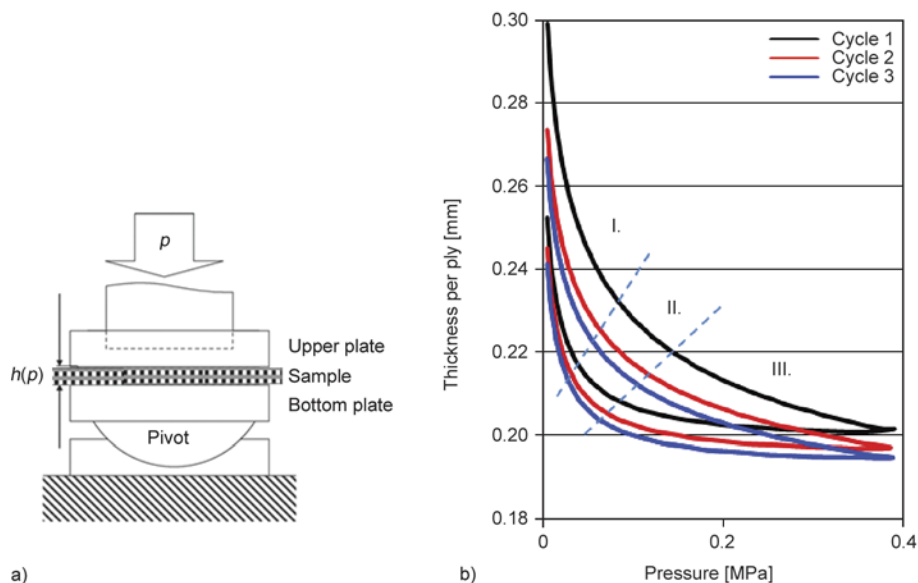 p
h(p)
Upper plate
Sample
Bottom plate
Pivot
a)
Thickness per ply [mm]
0.30
0.28
0.26
0.24
0.22
0.20
0.18
Cycle 1
Cycle 2
Cycle 3
I.
II.
III.
0
0.2
0.4
b)
Pressure [MPa]